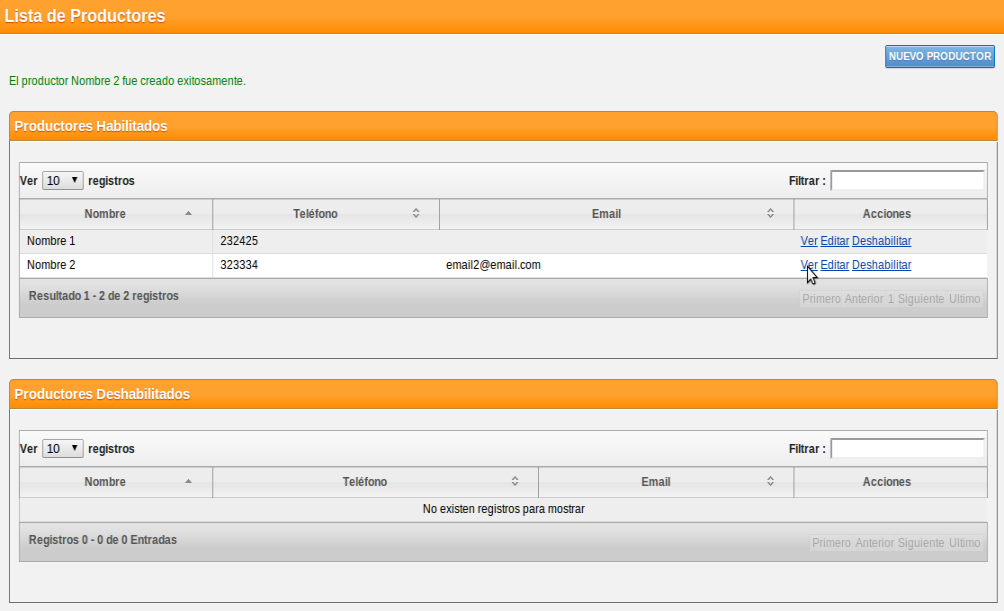 Lista de Productores
NUEVO PRODUCTOR
El productor Nombre 2 fue creado exitosamente.
Productores Habilitados
Ver 10 registros Filtrar :
Nombre Teléfono Email Acciones
Nombre 1 232425 Ver Editar Deshabilitar
Nombre 2 323334 email2@email.com Ver Editar Deshabilitar
Resultado 1 - 2 de 2 registros Primero Anterior 1 Siguiente Ultimo
Productores Deshabilitados
Ver 10 registros Filtrar :
Nombre Teléfono Email Acciones
No existen registros para mostrar
Registros 0 - 0 de 0 Entradas Primero Anterior Siguiente Ultimo